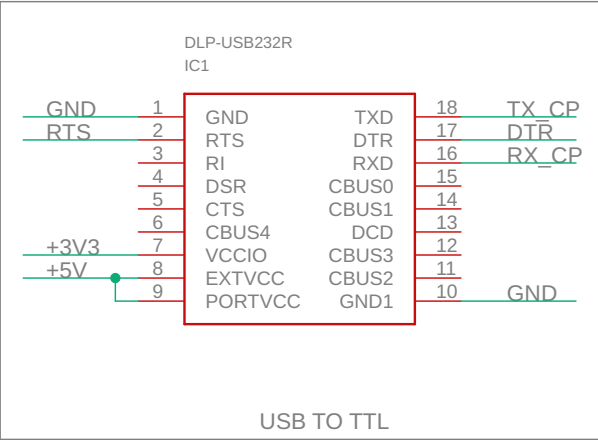 DLP-USB232R
IC1
GND 1 GND TXD 18 TX_CP
RTS 2 RTS DTR 17 DTR
3 RI RXD 16 RX_CP
4 DSR CBUS0 15
5 CTS CBUS1 14
6 CBUS4 DCD 13
+3V3 7 VCCIO CBUS3 12
+5V 8 EXTVCC CBUS2 11
9 PORTVCC GND1 10 GND
USB TO TTL